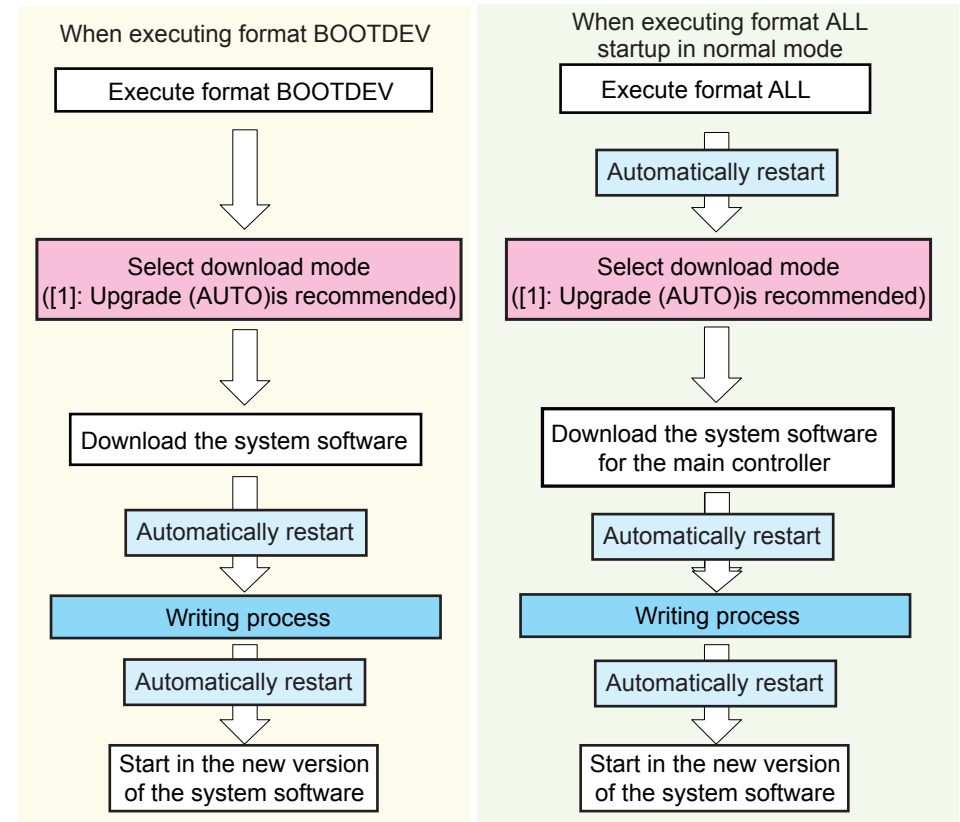 When executing format BOOTDEV
Execute format BOOTDEV
Select download mode
([1]: Upgrade (AUTO)is recommended)
Download the system software
Automatically restart
Writing process
Automatically restart
Start in the new version
of the system software
When executing format ALL
startup in normal mode
Execute format ALL
Automatically restart
Select download mode
([1]: Upgrade (AUTO)is recommended)
Download the system software
for the main controller
Automatically restart
Writing process
Automatically restart
Start in the new version
of the system software